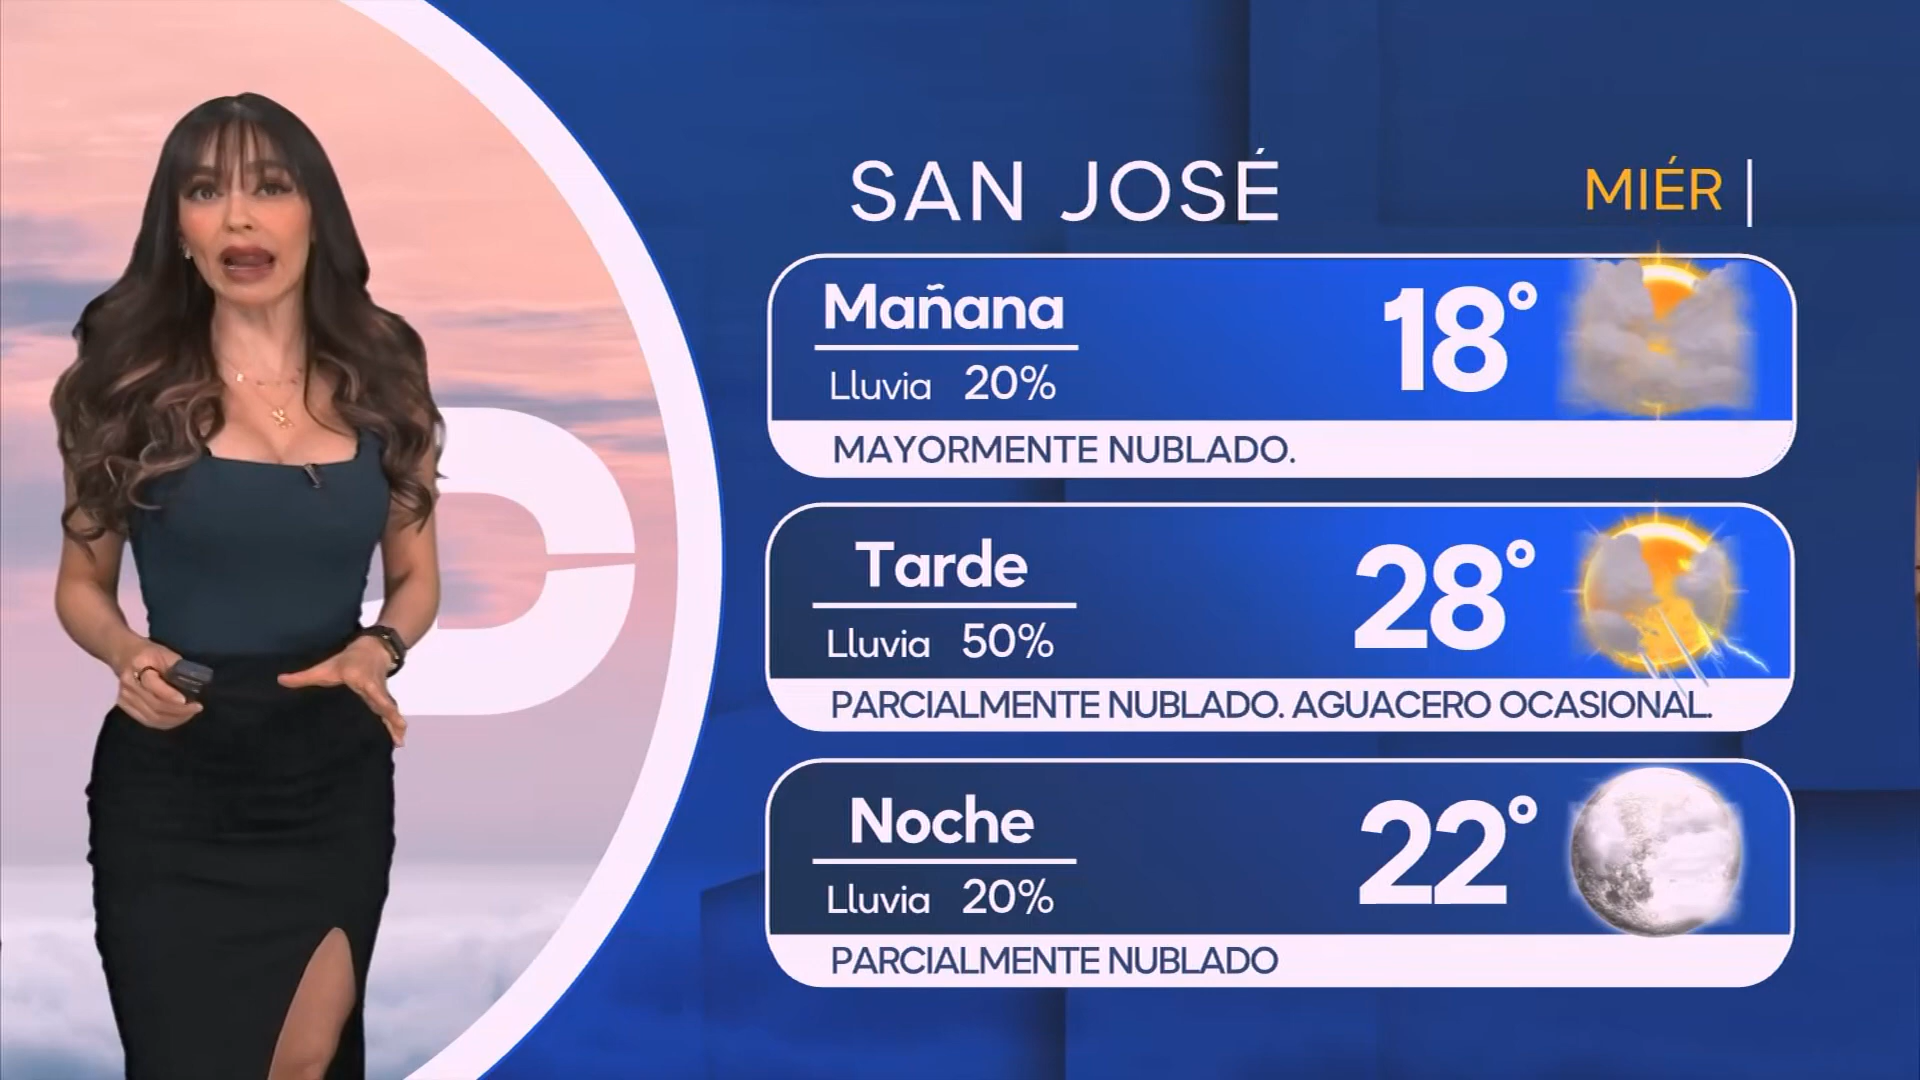 SAN JOSÉ
MIÉR |
Mañana
18°
Lluvia 20%
MAYORMENTE NUBLADO.
Tarde
28°
Lluvia 50%
PARCIALMENTE NUBLADO. AGUACERO OCASIONAL.
Noche
22°
Lluvia 20%
PARCIALMENTE NUBLADO